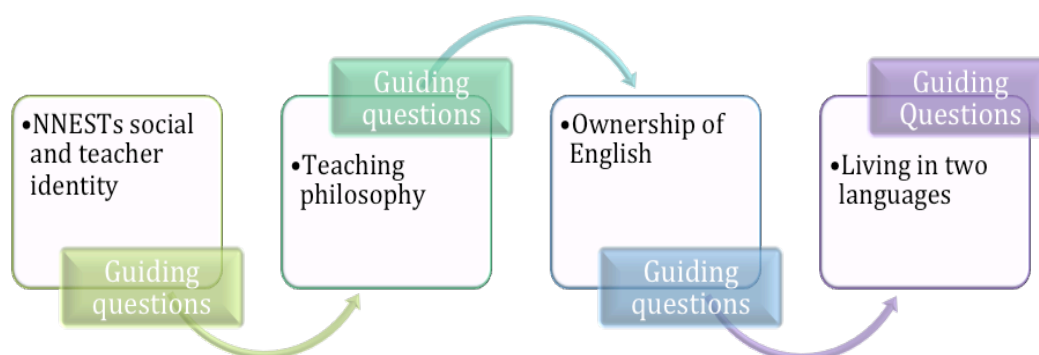 •NNESTs social
and teacher
identity
Guiding
questions
Guiding
questions
•Teaching
philosophy
•Ownership of
English
Guiding
questions
Guiding
Questions
•Living in two
languages